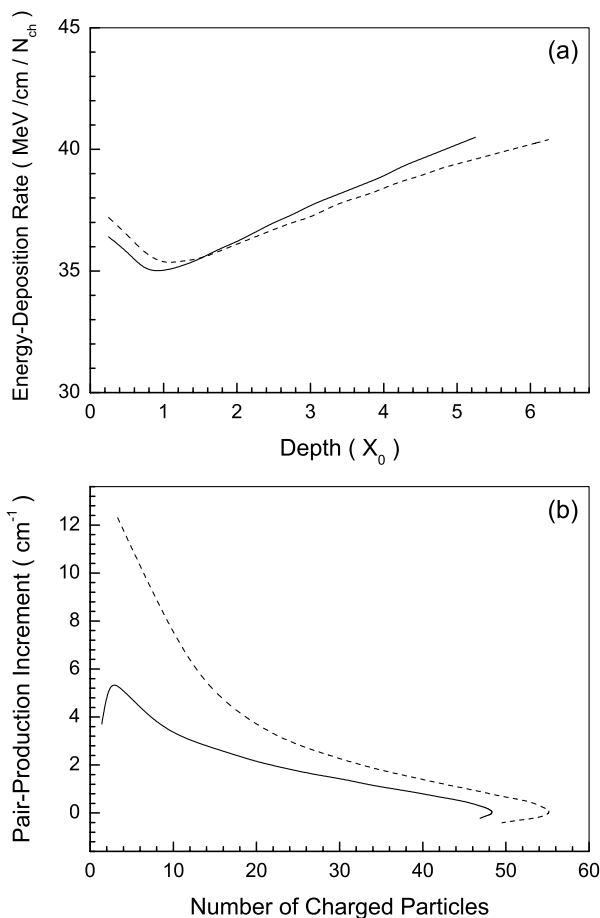 45
(a)
40
35
30
Energy-Deposition Rate ( MeV /cm / N_ch )
0 1 2 3 4 5 6
Depth ( X_0 )
(b)
12
10
8
6
4
2
0
Pair-Production Increment ( cm^-1 )
0 10 20 30 40 50 60
Number of Charged Particles